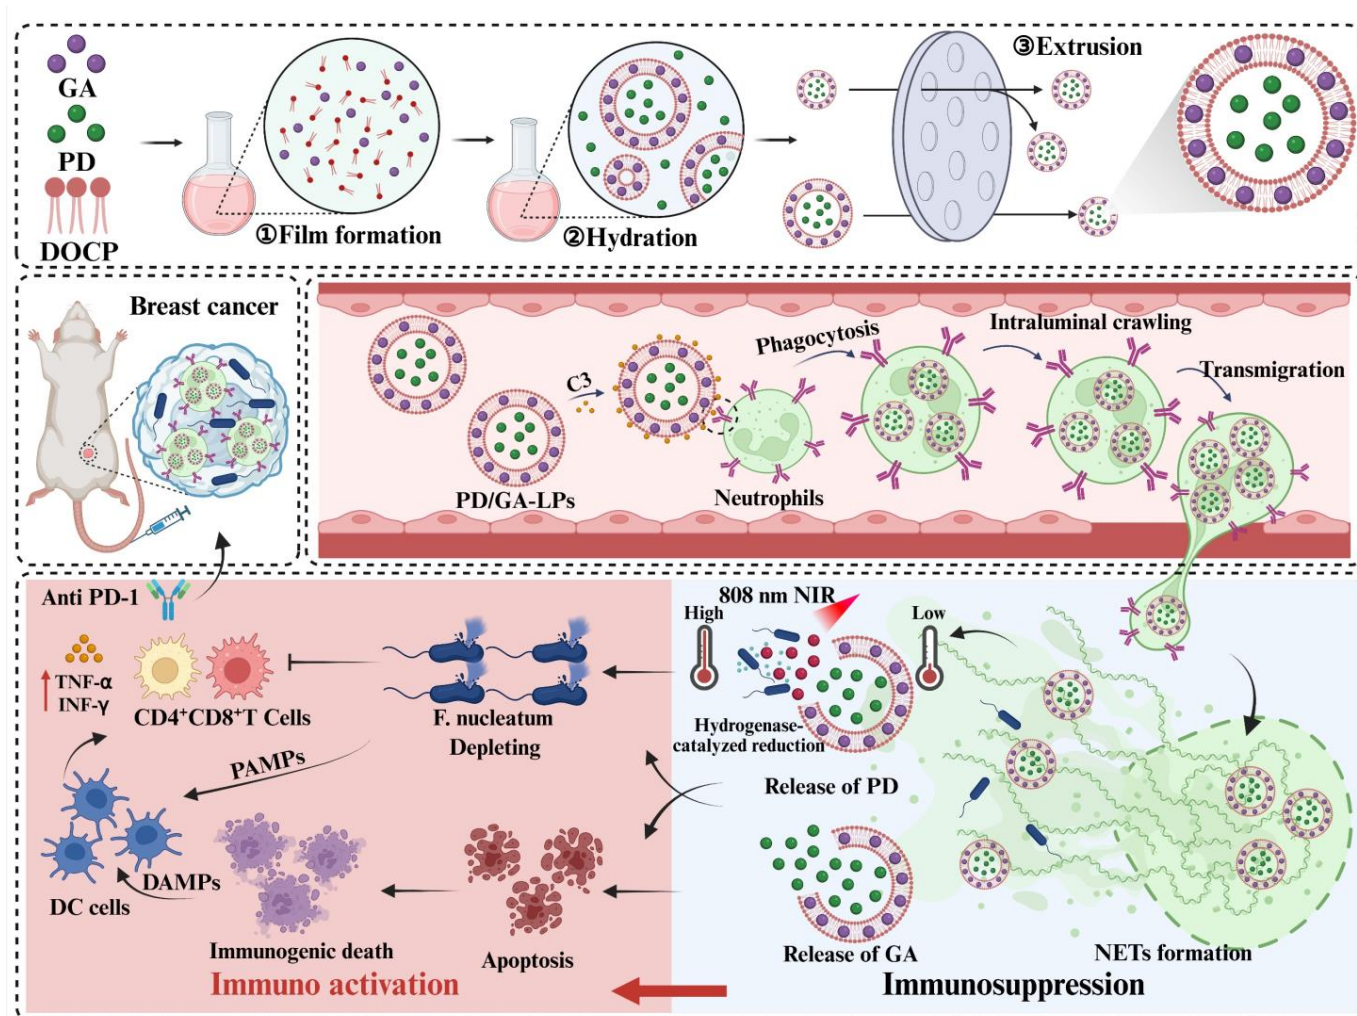 GA
PD
DOCP
①Film formation
②Hydration
③Extrusion
Breast cancer
PD/GA-LPs
C3
Neutrophils
Phagocytosis
Intraluminal crawling
Transmigration
Anti PD-1
TNF-α
INF-γ
CD4⁺CD8⁺T Cells
F. nucleatum
Depleting
PAMPs
DAMPs
DC cells
Immunogenic death
Apoptosis
Immuno activation
808 nm NIR
High
Low
Hydrogenase-
catalyzed reduction
Release of PD
Release of GA
NETs formation
Immunosuppression